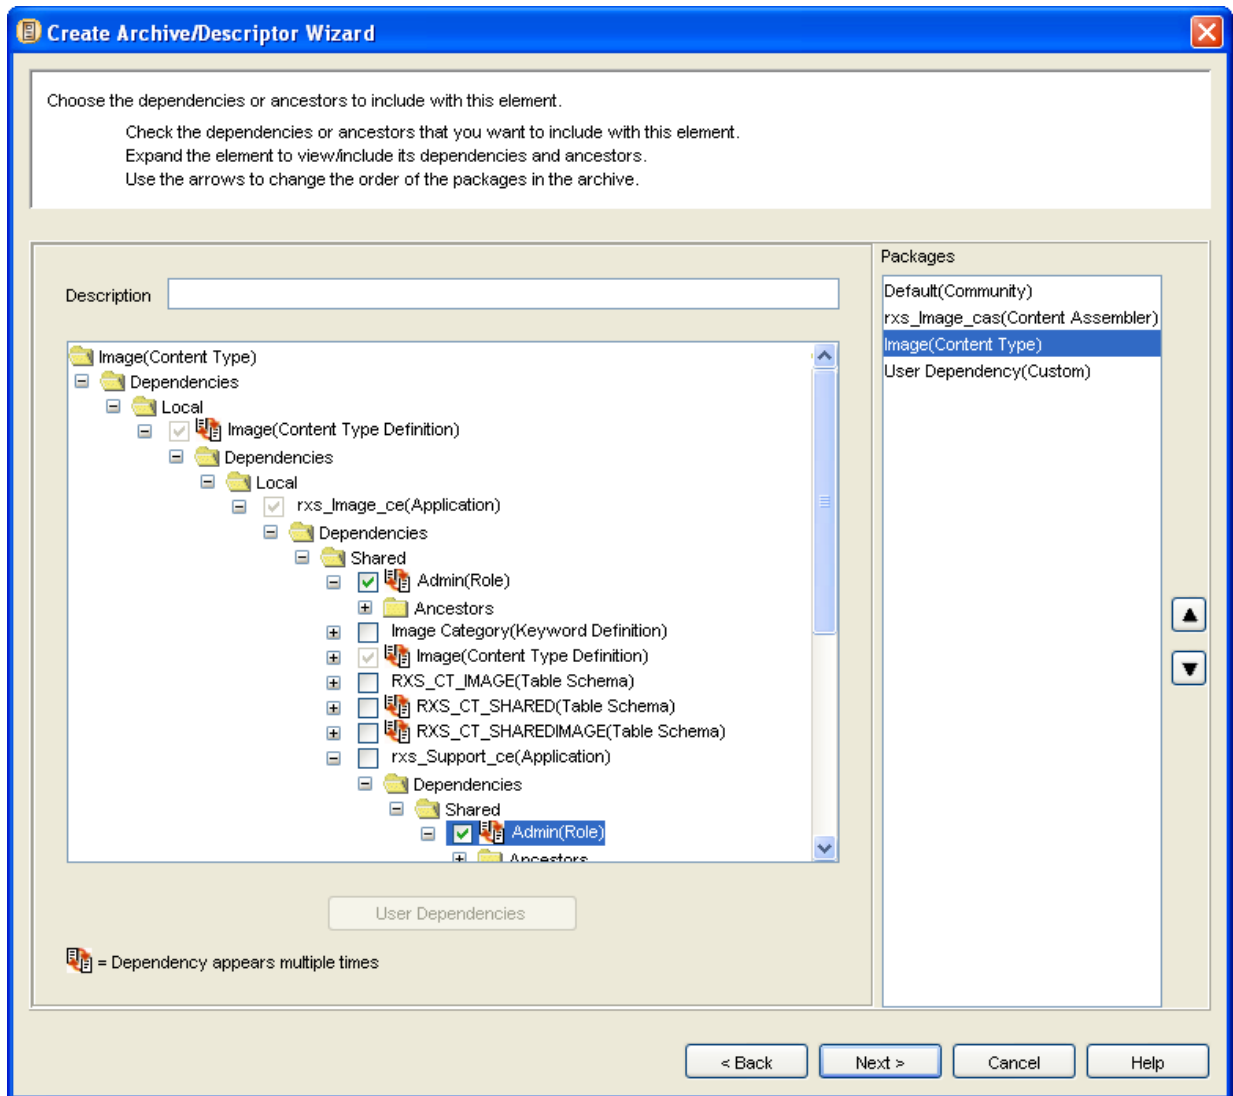 Create Archive/Descriptor Wizard
Choose the dependencies or ancestors to include with this element.
Check the dependencies or ancestors that you want to include with this element.
Expand the element to view/include its dependencies and ancestors.
Use the arrows to change the order of the packages in the archive.
Description
Image(Content Type)
Dependencies
Local
Image(Content Type Definition)
Dependencies
Local
rxs_Image_ce(Application)
Dependencies
Shared
Admin(Role)
Ancestors
Image Category(Keyword Definition)
Image(Content Type Definition)
RXS_CT_IMAGE(Table Schema)
RXS_CT_SHARED(Table Schema)
RXS_CT_SHAREDIMAGE(Table Schema)
rxs_Support_ce(Application)
Dependencies
Shared
Admin(Role)
Ancestors
User Dependencies
= Dependency appears multiple times
Packages
Default(Community)
rxs_Image_cas(Content Assembler)
Image(Content Type)
User Dependency(Custom)
< Back
Next >
Cancel
Help